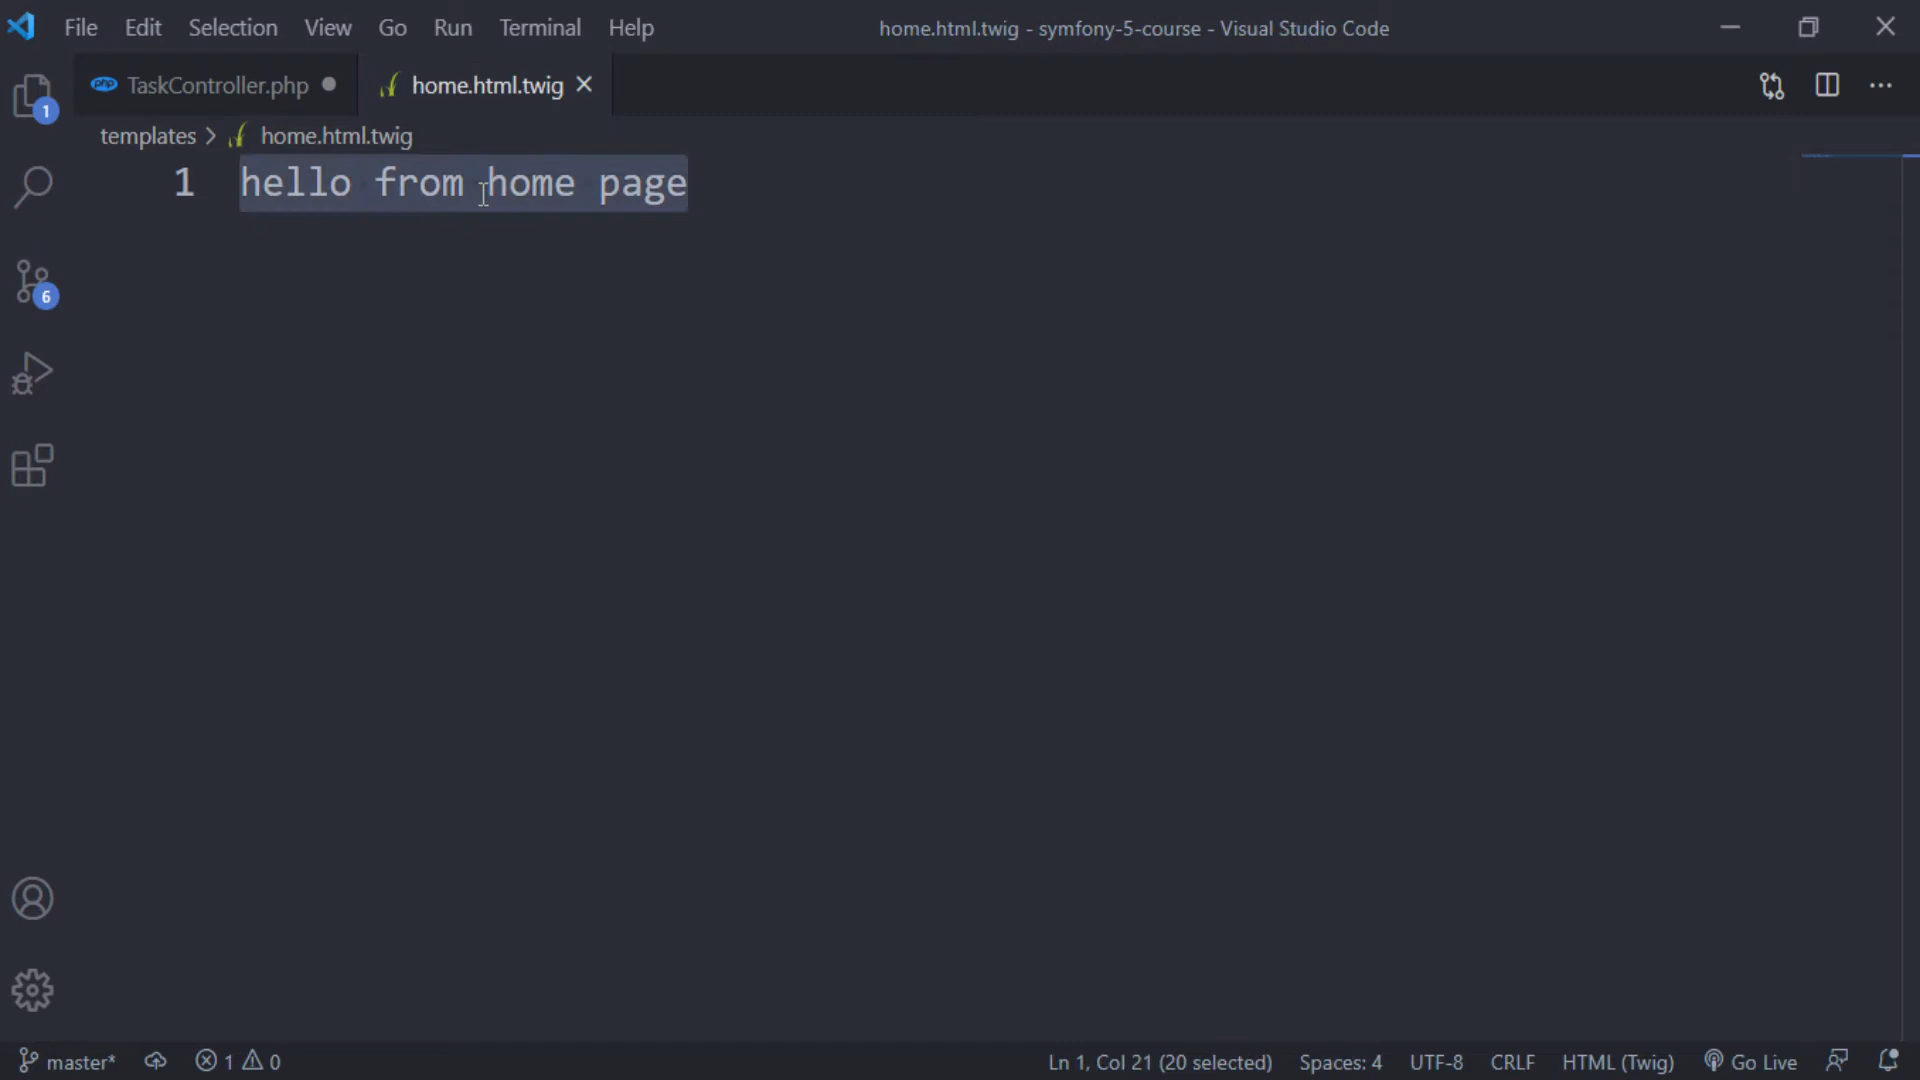 File Edit Selection View Go Run Terminal Help home.html.twig - symfony-5-course - Visual Studio Code
TaskController.php home.html.twig
templates > home.html.twig
1 hello from home page
1
6
master* 1 0 Ln 1, Col 21 (20 selected) Spaces: 4 UTF-8 CRLF HTML (Twig) Go Live